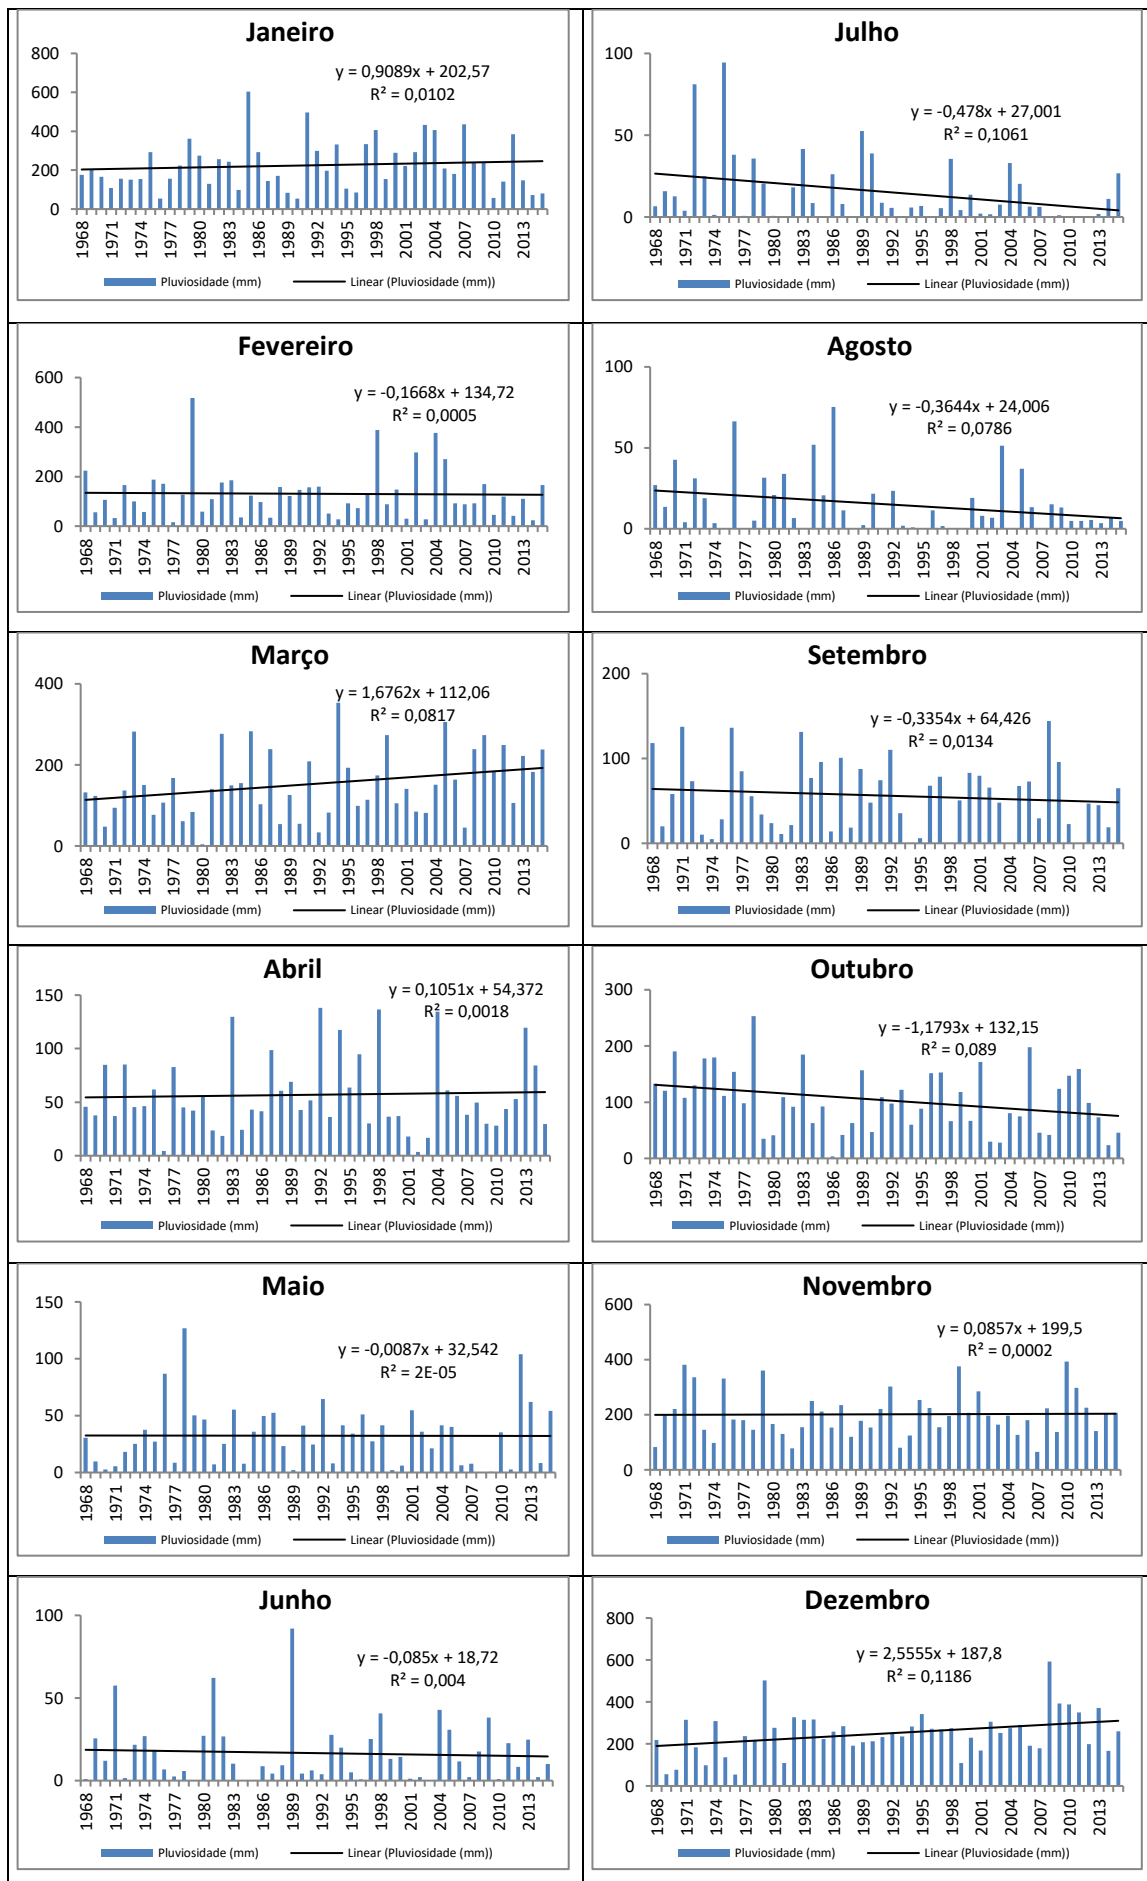 Janeiro
y = 0,9089x + 202,57
R² = 0,0102
800
600
400
200
0
1968 1971 1974 1977 1980 1983 1986 1989 1992 1995 1998 2001 2004 2007 2010 2013
Pluviosidade (mm) Linear (Pluviosidade (mm))
Julho
y = -0,478x + 27,001
R² = 0,1061
100
50
0
1968 1971 1974 1977 1980 1983 1986 1989 1992 1995 1998 2001 2004 2007 2010 2013
Pluviosidade (mm) Linear (Pluviosidade (mm))
Fevereiro
y = -0,1668x + 134,72
R² = 0,0005
600
400
200
0
1968 1971 1974 1977 1980 1983 1986 1989 1992 1995 1998 2001 2004 2007 2010 2013
Pluviosidade (mm) Linear (Pluviosidade (mm))
Agosto
y = -0,3644x + 24,006
R² = 0,0786
100
50
0
1968 1971 1974 1977 1980 1983 1986 1989 1992 1995 1998 2001 2004 2007 2010 2013
Pluviosidade (mm) Linear (Pluviosidade (mm))
Março
y = 1,6762x + 112,06
R² = 0,0817
400
200
0
1968 1971 1974 1977 1980 1983 1986 1989 1992 1995 1998 2001 2004 2007 2010 2013
Pluviosidade (mm) Linear (Pluviosidade (mm))
Setembro
y = -0,3354x + 64,426
R² = 0,0134
200
100
0
1968 1971 1974 1977 1980 1983 1986 1989 1992 1995 1998 2001 2004 2007 2010 2013
Pluviosidade (mm) Linear (Pluviosidade (mm))
Abril
y = 0,1051x + 54,372
R² = 0,0018
150
100
50
0
1968 1971 1974 1977 1980 1983 1986 1989 1992 1995 1998 2001 2004 2007 2010 2013
Pluviosidade (mm) Linear (Pluviosidade (mm))
Outubro
y = -1,1793x + 132,15
R² = 0,089
300
200
100
0
1968 1971 1974 1977 1980 1983 1986 1989 1992 1995 1998 2001 2004 2007 2010 2013
Pluviosidade (mm) Linear (Pluviosidade (mm))
Maio
y = -0,0087x + 32,542
R² = 2E-05
150
100
50
0
1968 1971 1974 1977 1980 1983 1986 1989 1992 1995 1998 2001 2004 2007 2010 2013
Pluviosidade (mm) Linear (Pluviosidade (mm))
Novembro
y = 0,0857x + 199,5
R² = 0,0002
600
400
200
0
1968 1971 1974 1977 1980 1983 1986 1989 1992 1995 1998 2001 2004 2007 2010 2013
Pluviosidade (mm) Linear (Pluviosidade (mm))
Junho
y = -0,085x + 18,72
R² = 0,004
100
50
0
1968 1971 1974 1977 1980 1983 1986 1989 1992 1995 1998 2001 2004 2007 2010 2013
Pluviosidade (mm) Linear (Pluviosidade (mm))
Dezembro
y = 2,5555x + 187,8
R² = 0,1186
800
600
400
200
0
1968 1971 1974 1977 1980 1983 1986 1989 1992 1995 1998 2001 2004 2007 2010 2013
Pluviosidade (mm) Linear (Pluviosidade (mm))